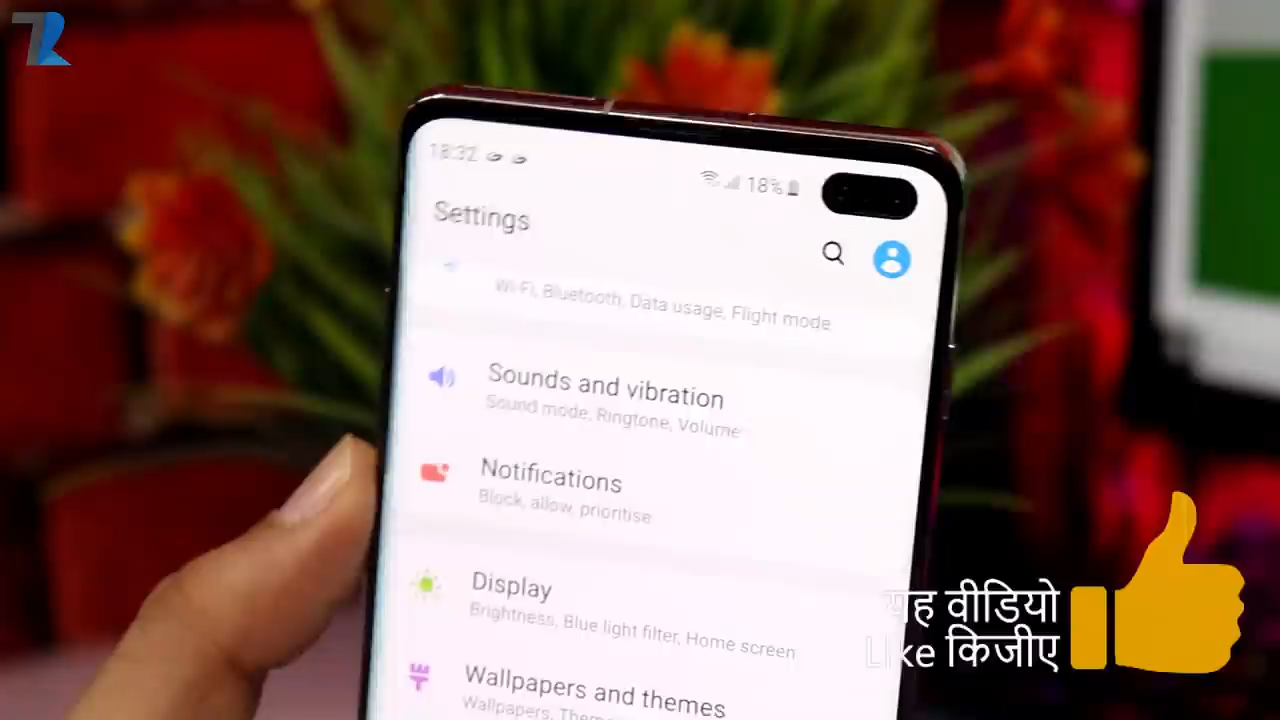 18:32
18%
Settings
Wi-Fi, Bluetooth, Data usage, Flight mode
Sounds and vibration
Sound mode, Ringtone, Volume
Notifications
Block, allow, prioritise
Display
Brightness, Blue light filter, Home screen
Wallpapers and themes
Wallpapers,
यह वीडियो
Like किजीए